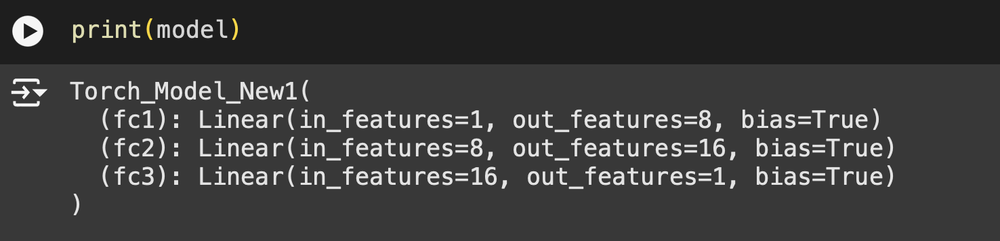 print(model)
Torch_Model_New1(
  (fc1): Linear(in_features=1, out_features=8, bias=True)
  (fc2): Linear(in_features=8, out_features=16, bias=True)
  (fc3): Linear(in_features=16, out_features=1, bias=True)
)